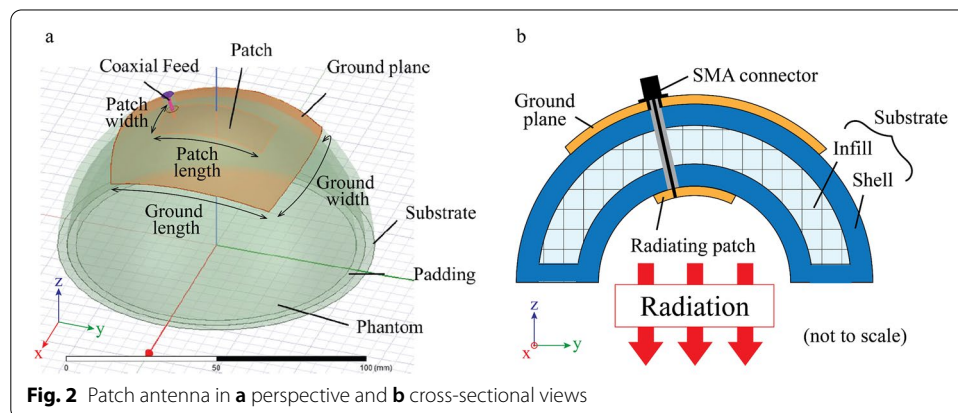 a
Patch
Coaxial Feed
Ground plane
Patch
width
Patch
length
Ground
width
Ground
length
Substrate
Padding
Phantom
z
y
x
0
50
100 (mm)
b
SMA connector
Ground
plane
Substrate
Infill
Shell
Radiating patch
Radiation
z
x
y
(not to scale)
Fig. 2 Patch antenna in a perspective and b cross-sectional views